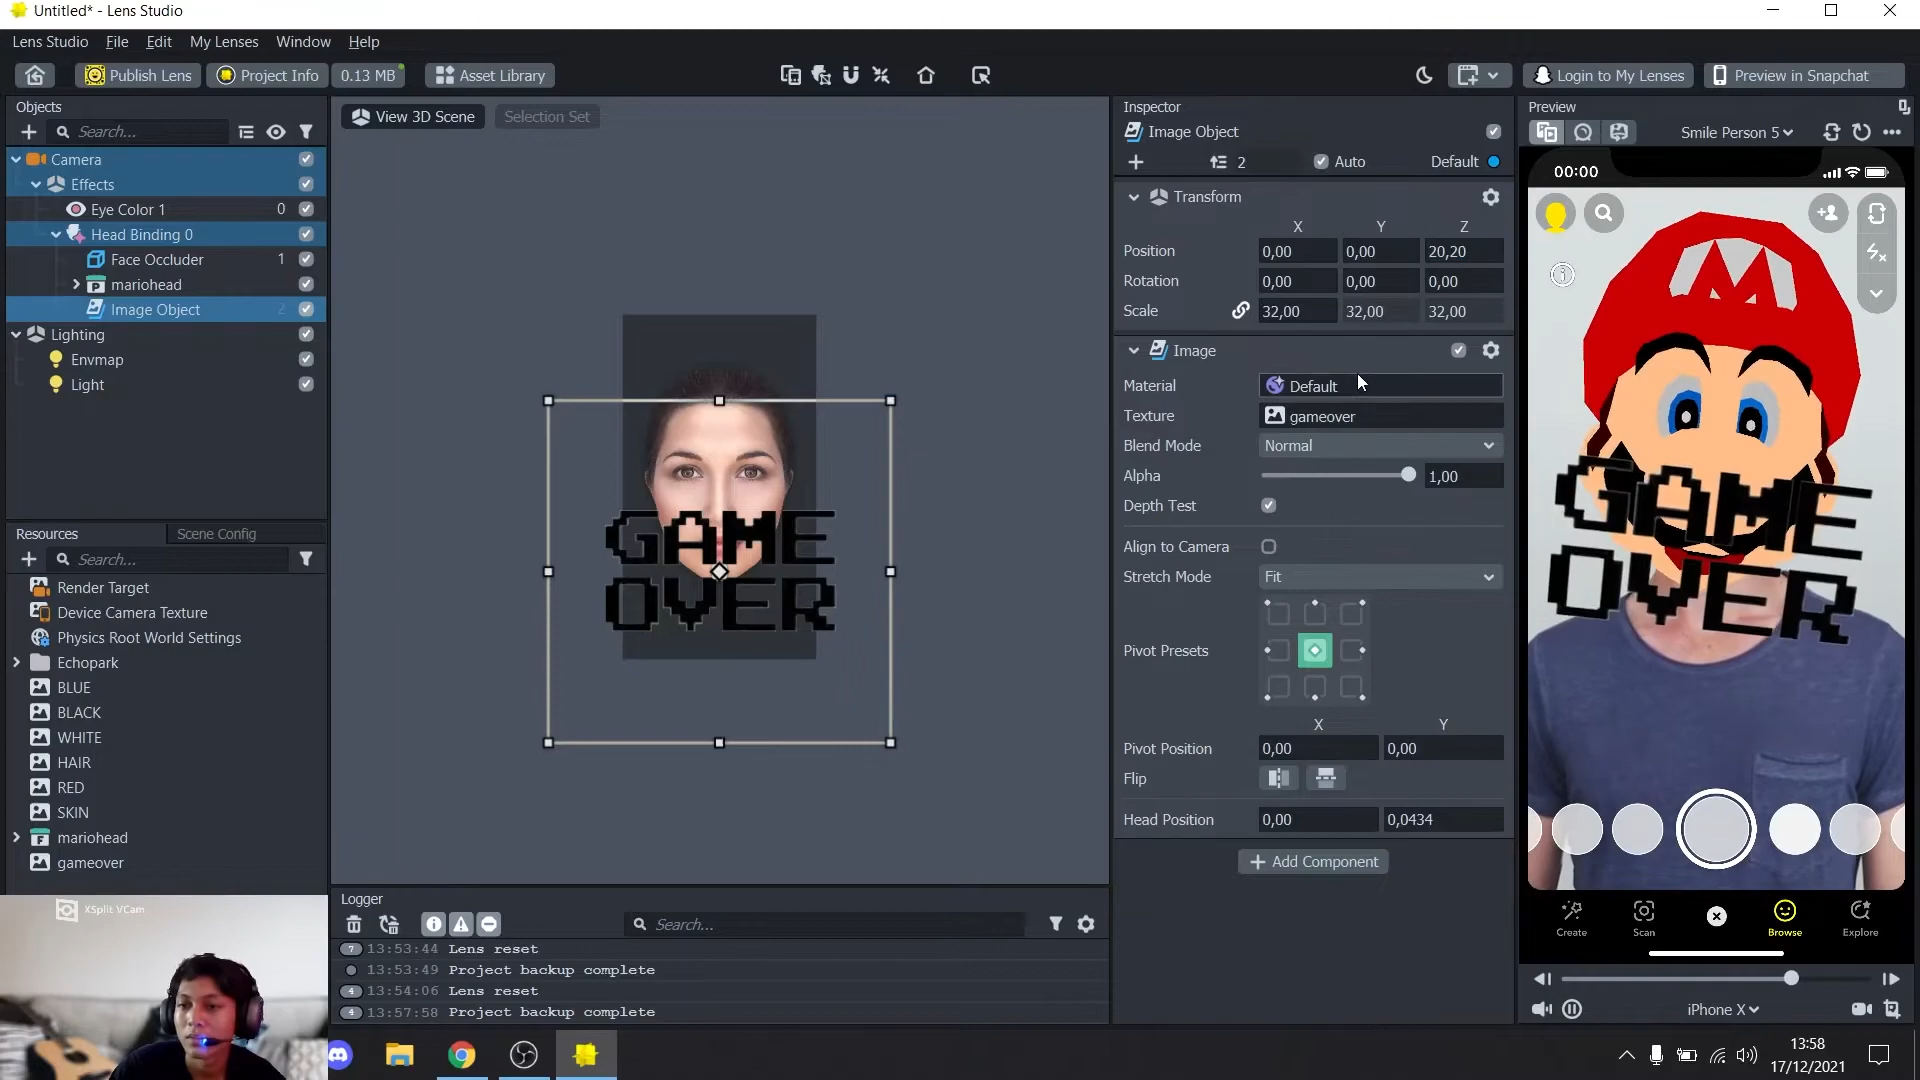 Untitled* - Lens Studio
Lens Studio File Edit My Lenses Window Help
Publish Lens Project Info 0.13 MB Asset Library Login to My Lenses Preview in Snapchat
Objects
Search...
Camera
Effects
Eye Color 1 0
Head Binding 0
Face Occluder 1
mariohead
Image Object 2
Lighting
Envmap
Light
Resources Scene Config
Search...
Render Target
Device Camera Texture
Physics Root World Settings
Echopark
BLUE
BLACK
WHITE
HAIR
RED
SKIN
mariohead
gameover
XSplit VCam
View 3D Scene Selection Set
GAME
OVER
Logger
Search...
7 13:53:44 Lens reset
13:53:49 Project backup complete
4 13:54:06 Lens reset
4 13:57:58 Project backup complete
Inspector
Image Object
2 Auto Default
Transform
X Y Z
Position 0,00 0,00 20,20
Rotation 0,00 0,00 0,00
Scale 32,00 32,00 32,00
Image
Material Default
Texture gameover
Blend Mode Normal
Alpha 1,00
Depth Test
Align to Camera
Stretch Mode Fit
Pivot Presets
X Y
Pivot Position 0,00 0,00
Flip
Head Position 0,00 0,0434
Add Component
Preview
Smile Person 5
00:00
M
GAME
OVER
Create Scan Browse Explore
iPhone X
13:58
17/12/2021